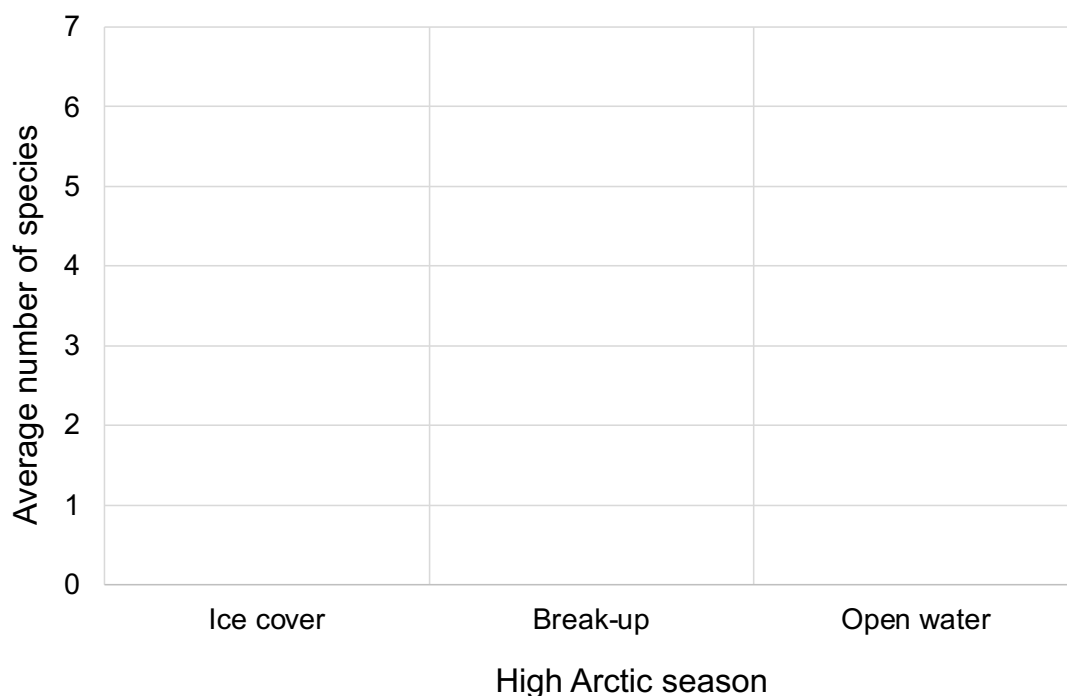 Average number of species
7
6
5
4
3
2
1
0
Ice cover Break-up Open water
High Arctic season